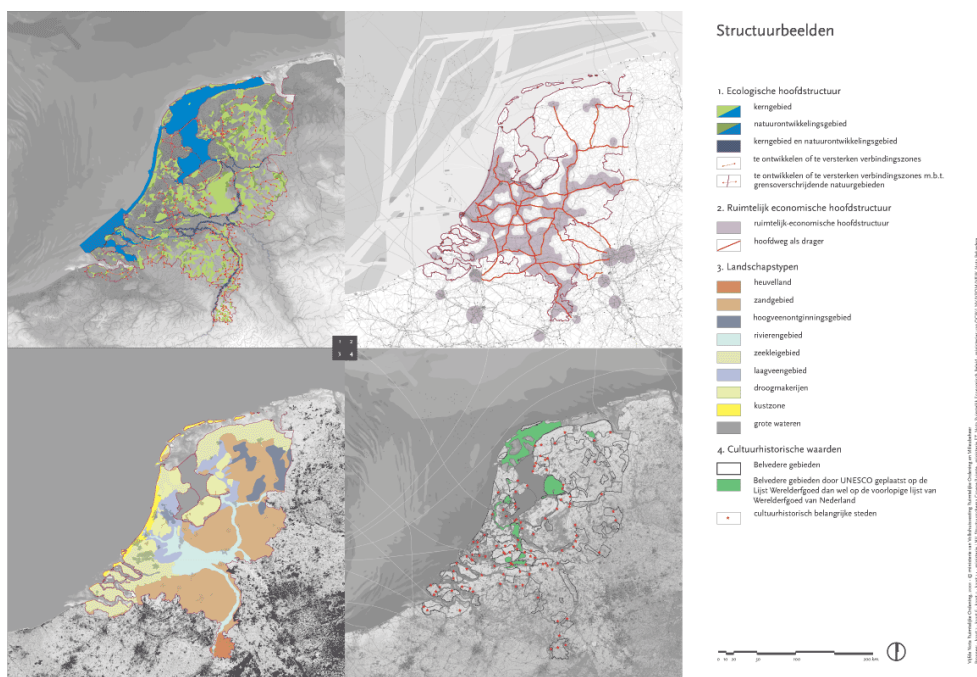 Structuurbeelden
1. Ecologische hoofdstructuur
kerngebied
natuurontwikkelingsgebied
kerngebied en natuurontwikkelingsgebied
te ontwikkelen of te versterken verbindingszones
te ontwikkelen of te versterken verbindingszones m.b.t.
grensoverschrijdende natuurgebieden
2. Ruimtelijk economische hoofdstructuur
ruimtelijk-economische hoofdstructuur
hoofdweg als drager
3. Landschapstypen
heuvelland
zandgebied
hoogveenontginningsgebied
rivierengebied
zeekleigebied
laagveengebied
droogmakerijen
kustzone
grote wateren
4. Cultuurhistorische waarden
Belvedere gebieden
Belvedere gebieden door UNESCO geplaatst op de
Lijst Werelderfgoed dan wel op de voorlopige lijst van
Werelderfgoed van Nederland
cultuurhistorisch belangrijke steden
1 2
3 4